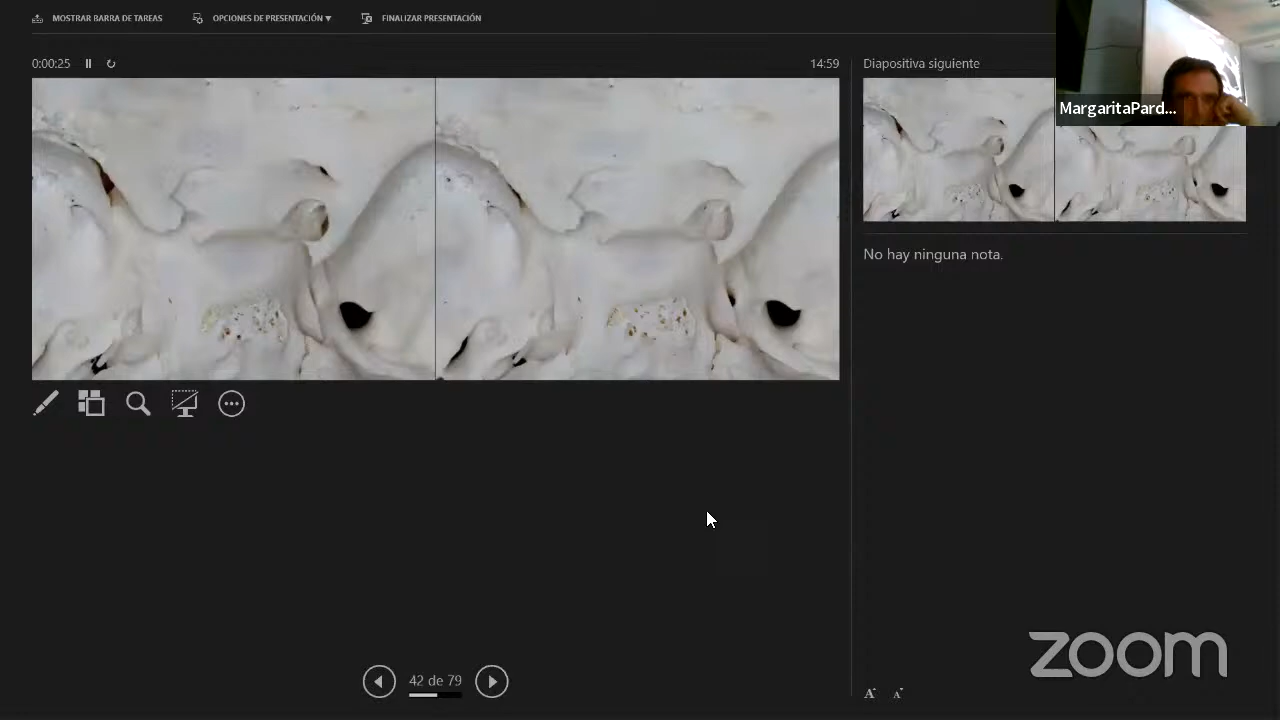 MOSTRAR BARRA DE TAREAS
OPCIONES DE PRESENTACIÓN ▼
FINALIZAR PRESENTACIÓN
0:00:25
14:59
Diapositiva siguiente
MargaritaPard...
No hay ninguna nota.
42 de 79
zoom
A A